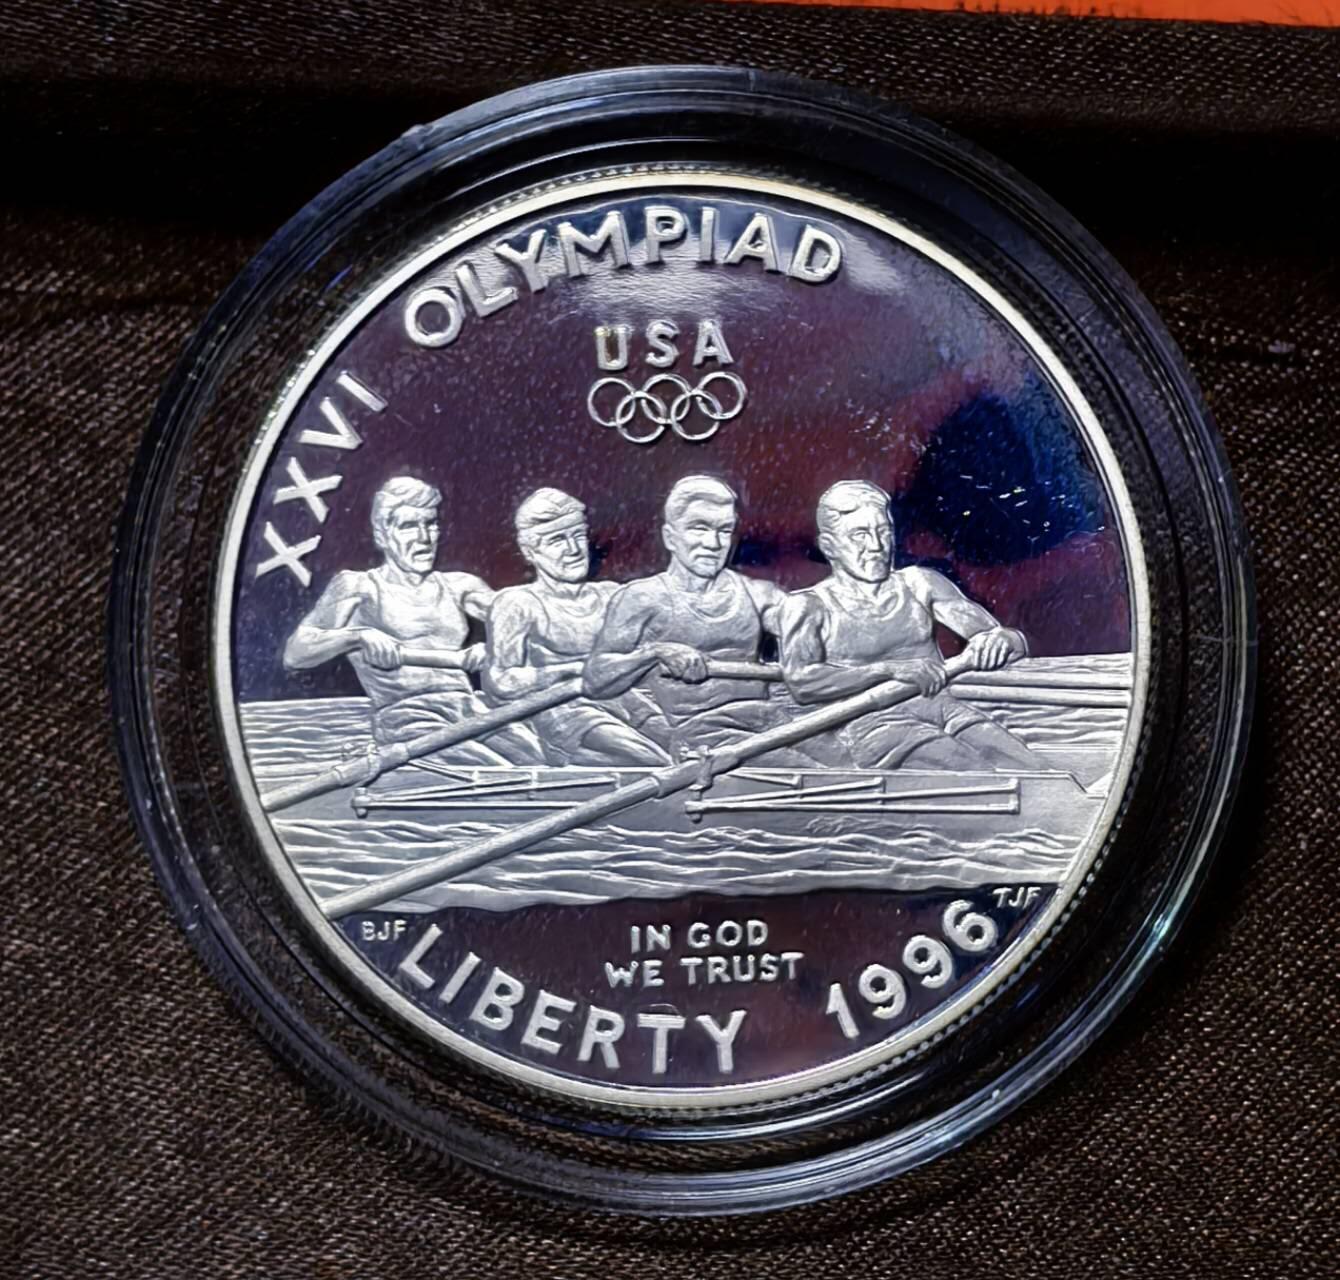 XXVI OLYMPIAD
USA
BJF
TJF
IN GOD
WE TRUST
LIBERTY 1996